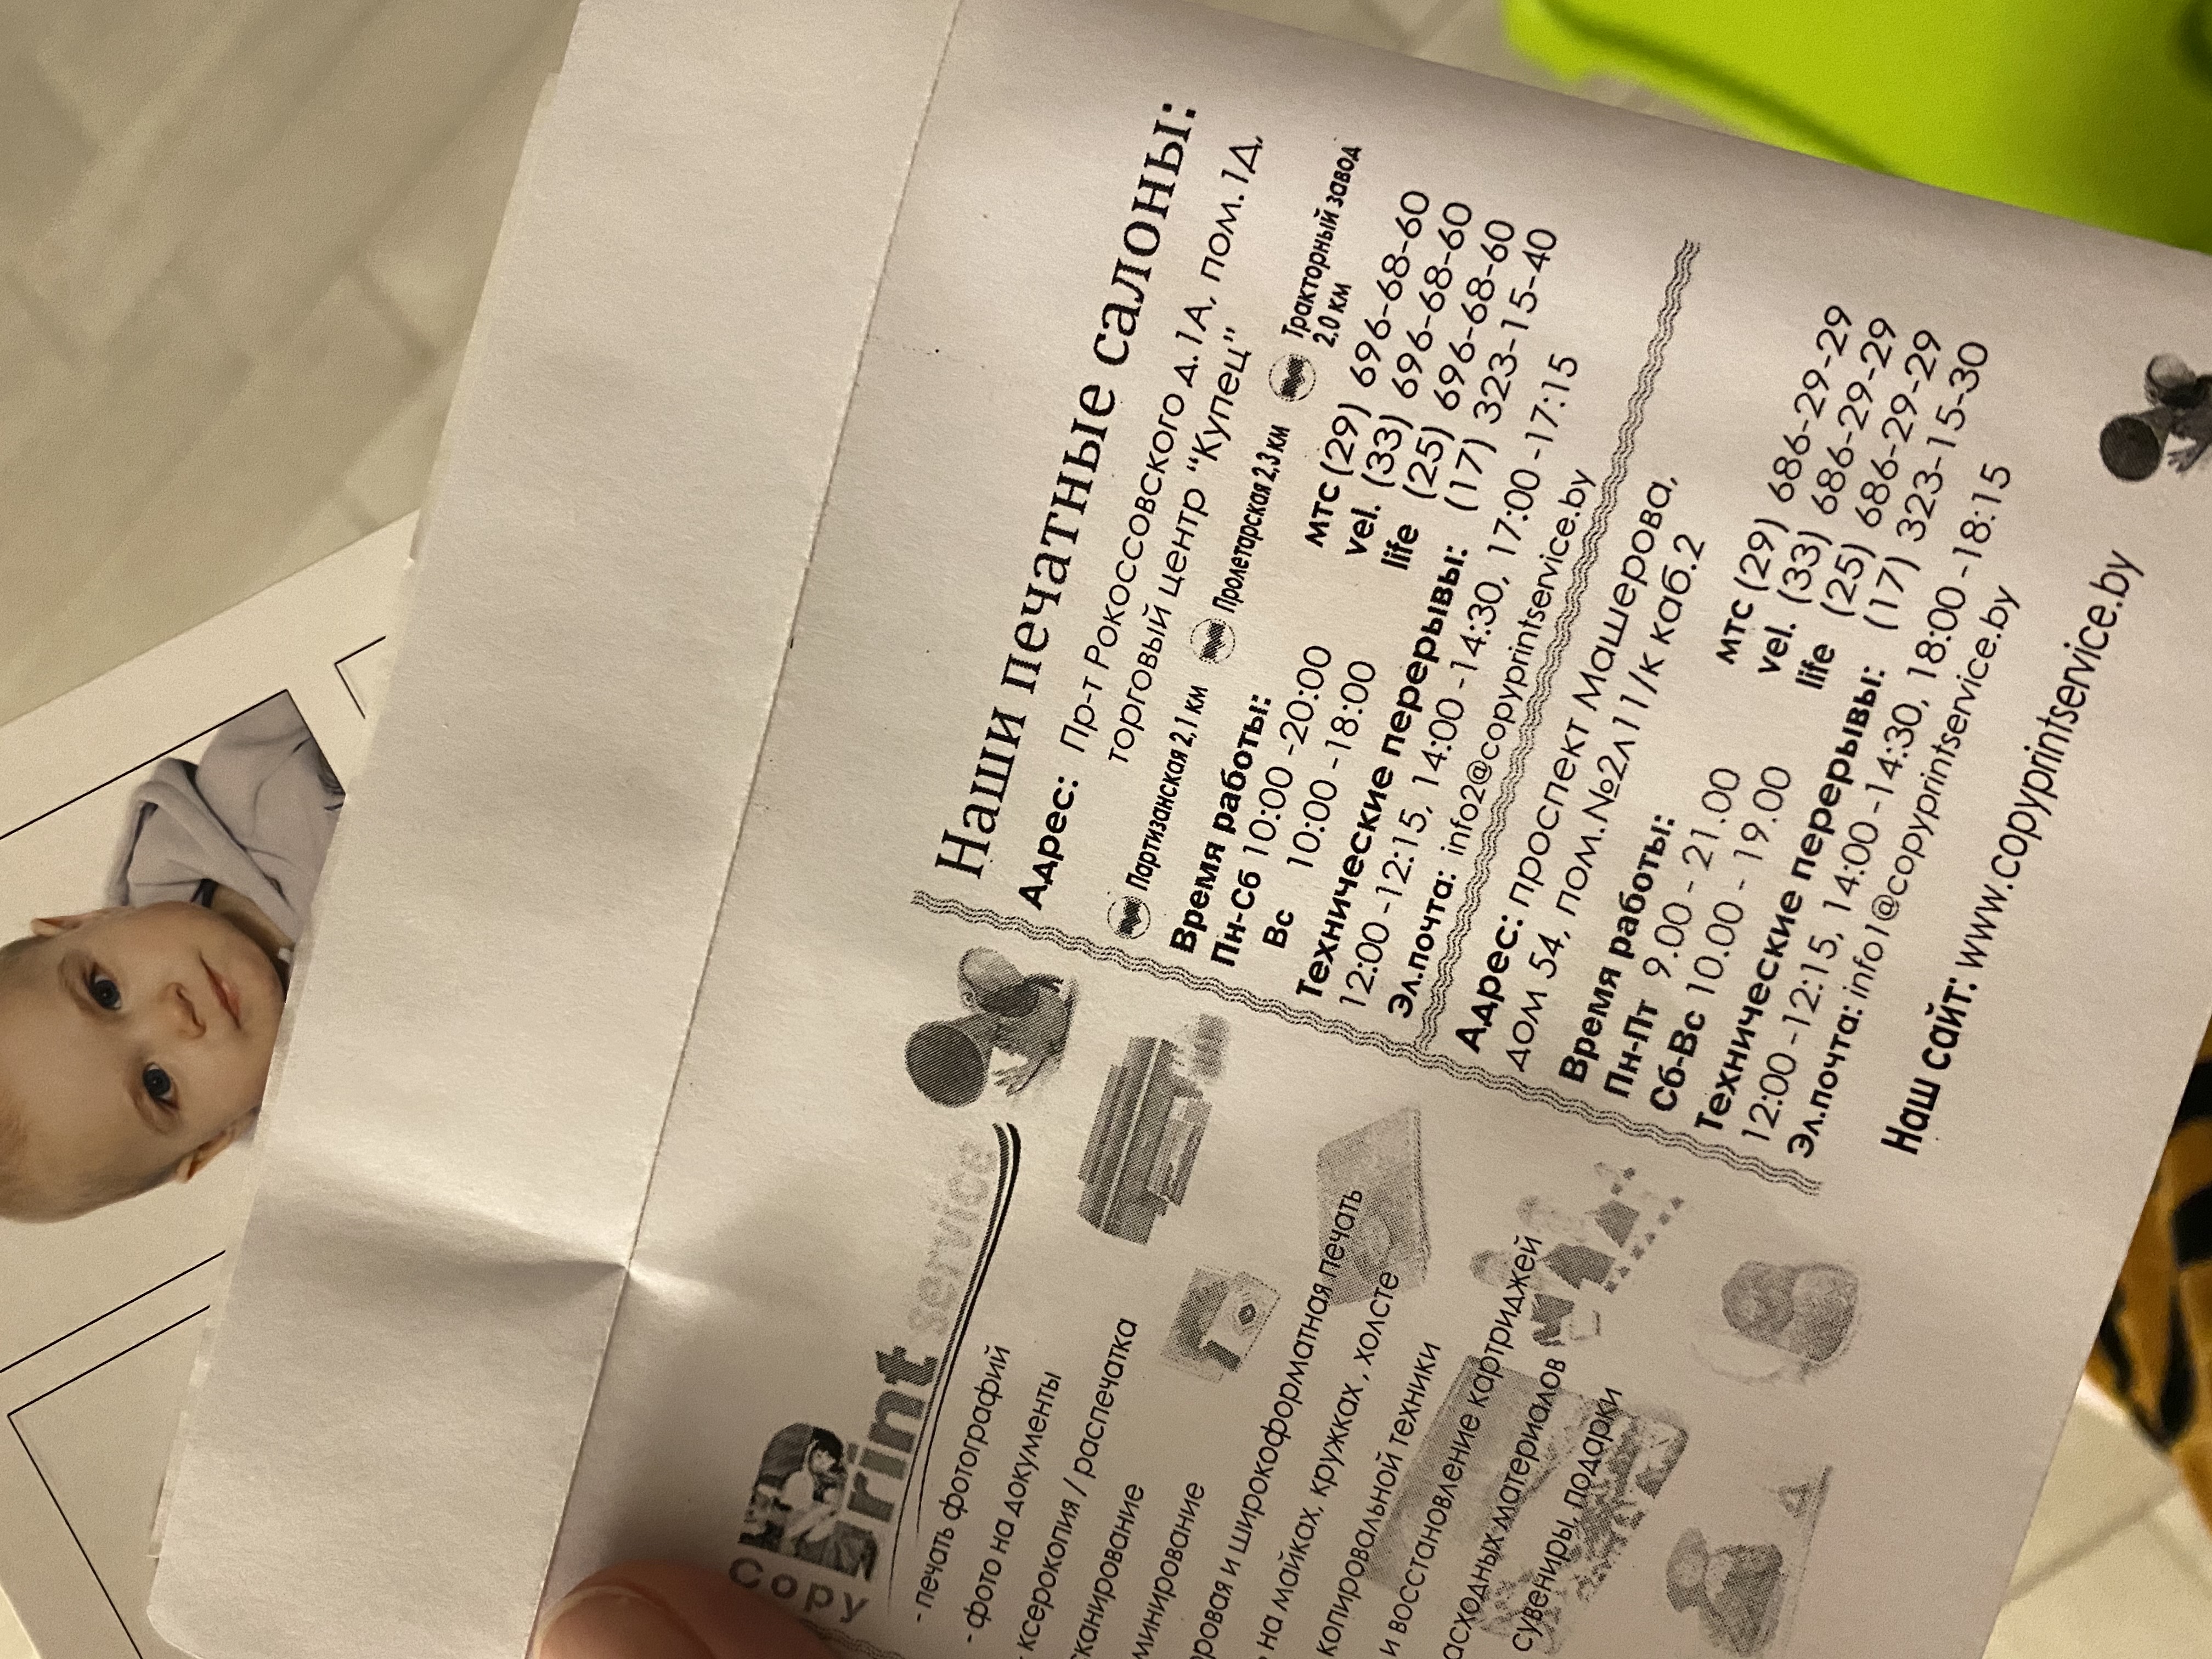 Copy
Print service
- печать фотографий
- фото на документы
ксерокопия / распечатка
сканирование
и широкоформатная печать
на майках, кружках, холсте
копировальной техники
и восстановление картриджей
материалов
сувениры, подарки
Наши печатные салоны:
Адрес: Пр-т Рокоссовского д.1А, пом.1Д,
торговый центр "Купец"
Партизанская 2,1 км Пролетарская 2,3 км Тракторный завод
2.0 км
Время работы:
Пн-Сб 10:00 -20:00
Вс 10:00 -18:00
мтс (29) 696-68-60
vel. (33) 696-68-60
life (25) 696-68-60
(17) 323-15-40
Технические перерывы:
12:00 -12:15, 14:00 -14:30, 17:00 -17:15
Эл.почта: info2@copyprintservice.by
Адрес: проспект Машерова,
дом 54, пом.№2л11/к каб.2
Время работы:
Пн-Пт 9.00 - 21.00
Сб-Вс 10.00 - 19.00
мтс (29) 686-29-29
vel. (33) 686-29-29
life (25) 686-29-29
(17) 323-15-30
Технические перерывы:
12:00 -12:15, 14:00 -14:30, 18:00 -18:15
Эл.почта: info1@copyprintservice.by
Наш сайт: www.copyprintservice.by